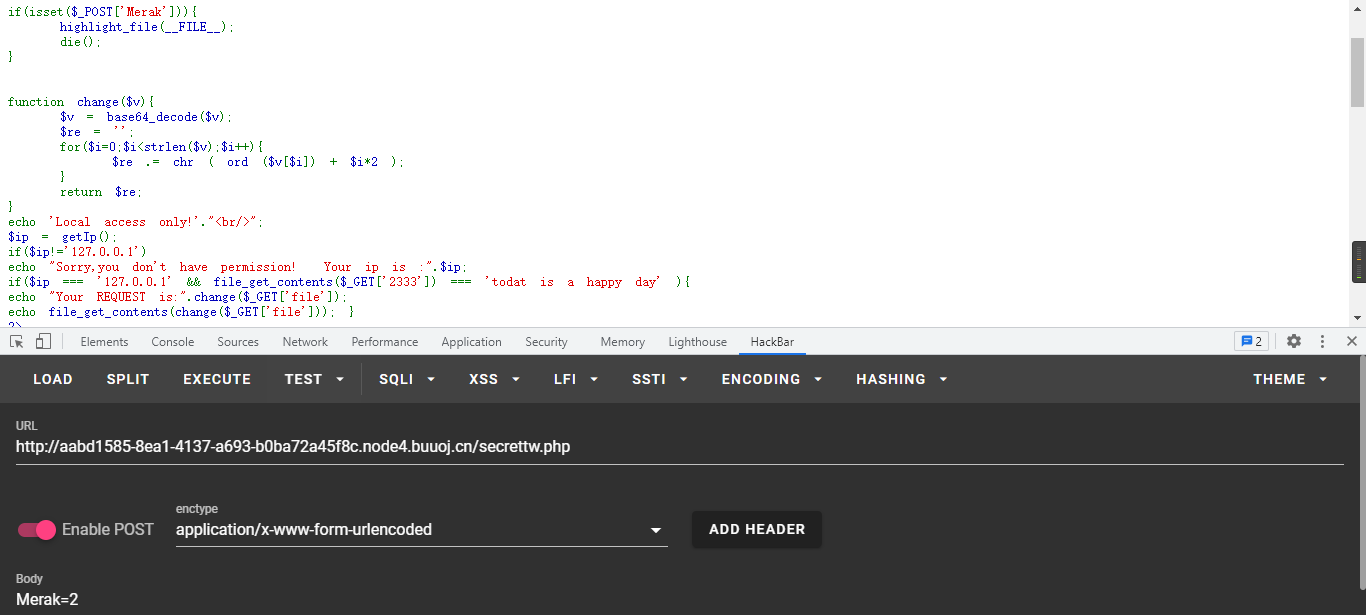 if(isset($_POST['Merak'])){
highlight_file(__FILE__);
die();
}
function change($v){
$v = base64_decode($v);
$re = '';
for($i=0;$i<strlen($v);$i++){
$re .= chr ( ord ($v[$i]) + $i*2 );
}
return $re;
}
echo 'Local access only!'."<br/>";
$ip = getIp();
if($ip!='127.0.0.1')
echo "Sorry,you don't have permission! Your ip is :".$ip;
if($ip === '127.0.0.1' && file_get_contents($_GET['2333']) === 'todat is a happy day' ){
echo "Your REQUEST is:".change($_GET['file']);
echo file_get_contents(change($_GET['file'])); }
?>
Elements Console Sources Network Performance Application Security Memory Lighthouse HackBar 2
LOAD SPLIT EXECUTE TEST SQLI XSS LFI SSTI ENCODING HASHING THEME
URL
http://aabd1585-8ea1-4137-a693-b0ba72a45f8c.node4.buuoj.cn/secrettw.php
enctype
Enable POST application/x-www-form-urlencoded ADD HEADER
Body
Merak=2